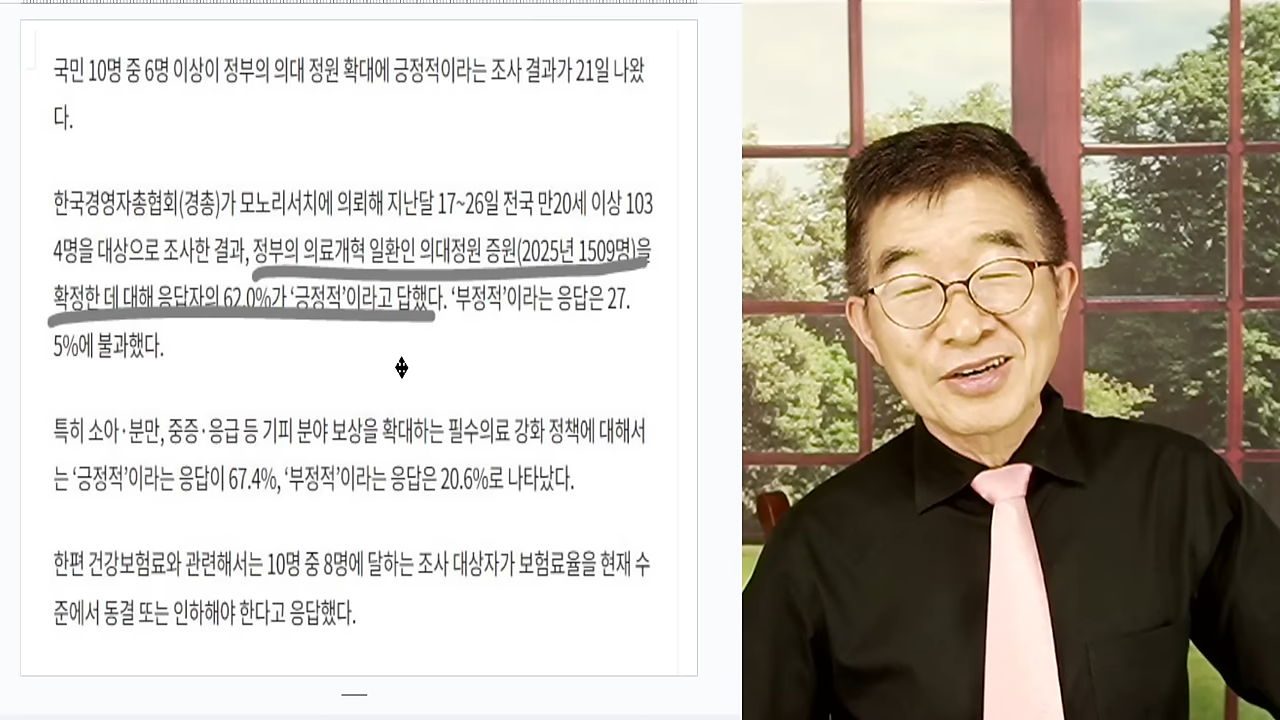 국민 10명 중 6명 이상이 정부의 의대 정원 확대에 긍정적이라는 조사 결과가 21일 나왔
다.
한국경영자총협회(경총)가 모노리서치에 의뢰해 지난달 17~26일 전국 만20세 이상 103
4명을 대상으로 조사한 결과, 정부의 의료개혁 일환인 의대정원 증원(2025년 1509명)을
확정한 데 대해 응답자의 62.0%가 ‘긍정적’이라고 답했다. ‘부정적’이라는 응답은 27.
5%에 불과했다.
특히 소아·분만, 중증·응급 등 기피 분야 보상을 확대하는 필수의료 강화 정책에 대해서
는 ‘긍정적’이라는 응답이 67.4%, ‘부정적’이라는 응답은 20.6%로 나타났다.
한편 건강보험료와 관련해서는 10명 중 8명에 달하는 조사 대상자가 보험료율을 현재 수
준에서 동결 또는 인하해야 한다고 응답했다.